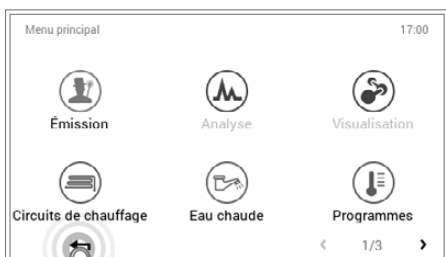 Menu principal 17:00
Émission Analyse Visualisation
Circuits de chauffage Eau chaude Programmes
1/3